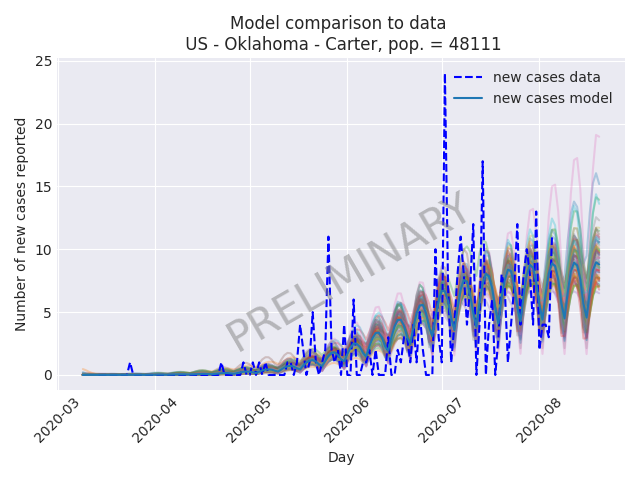 Model comparison to data
US - Oklahoma - Carter, pop. = 48111
new cases data
new cases model
Number of new cases reported
25
20
15
10
5
0
PRELIMINARY
2020-03
2020-04
2020-05
2020-06
2020-07
2020-08
Day